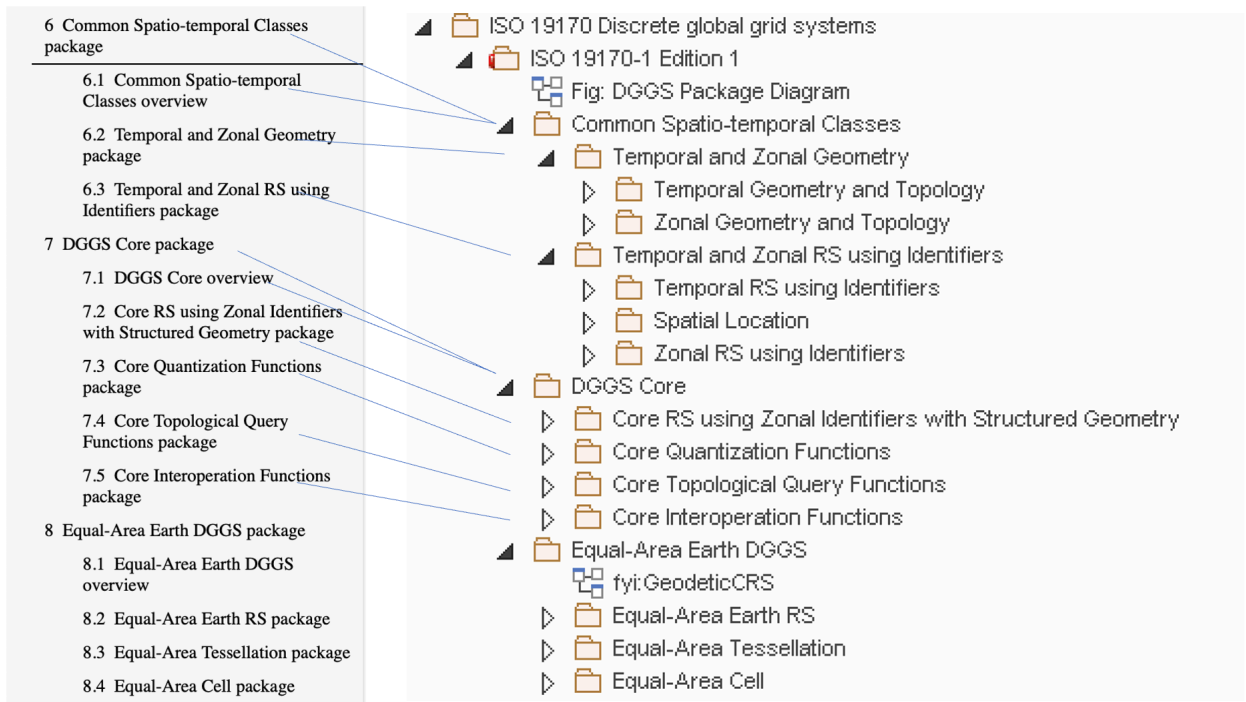 6 Common Spatio-temporal Classes
package
6.1 Common Spatio-temporal
Classes overview
6.2 Temporal and Zonal Geometry
package
6.3 Temporal and Zonal RS using
Identifiers package
7 DGGS Core package
7.1 DGGS Core overview
7.2 Core RS using Zonal Identifiers
with Structured Geometry package
7.3 Core Quantization Functions
package
7.4 Core Topological Query
Functions package
7.5 Core Interoperation Functions
package
8 Equal-Area Earth DGGS package
8.1 Equal-Area Earth DGGS
overview
8.2 Equal-Area Earth RS package
8.3 Equal-Area Tessellation package
8.4 Equal-Area Cell package
ISO 19170 Discrete global grid systems
ISO 19170-1 Edition 1
Fig: DGGS Package Diagram
Common Spatio-temporal Classes
Temporal and Zonal Geometry
Temporal Geometry and Topology
Zonal Geometry and Topology
Temporal and Zonal RS using Identifiers
Temporal RS using Identifiers
Spatial Location
Zonal RS using Identifiers
DGGS Core
Core RS using Zonal Identifiers with Structured Geometry
Core Quantization Functions
Core Topological Query Functions
Core Interoperation Functions
Equal-Area Earth DGGS
fyi:GeodeticCRS
Equal-Area Earth RS
Equal-Area Tessellation
Equal-Area Cell